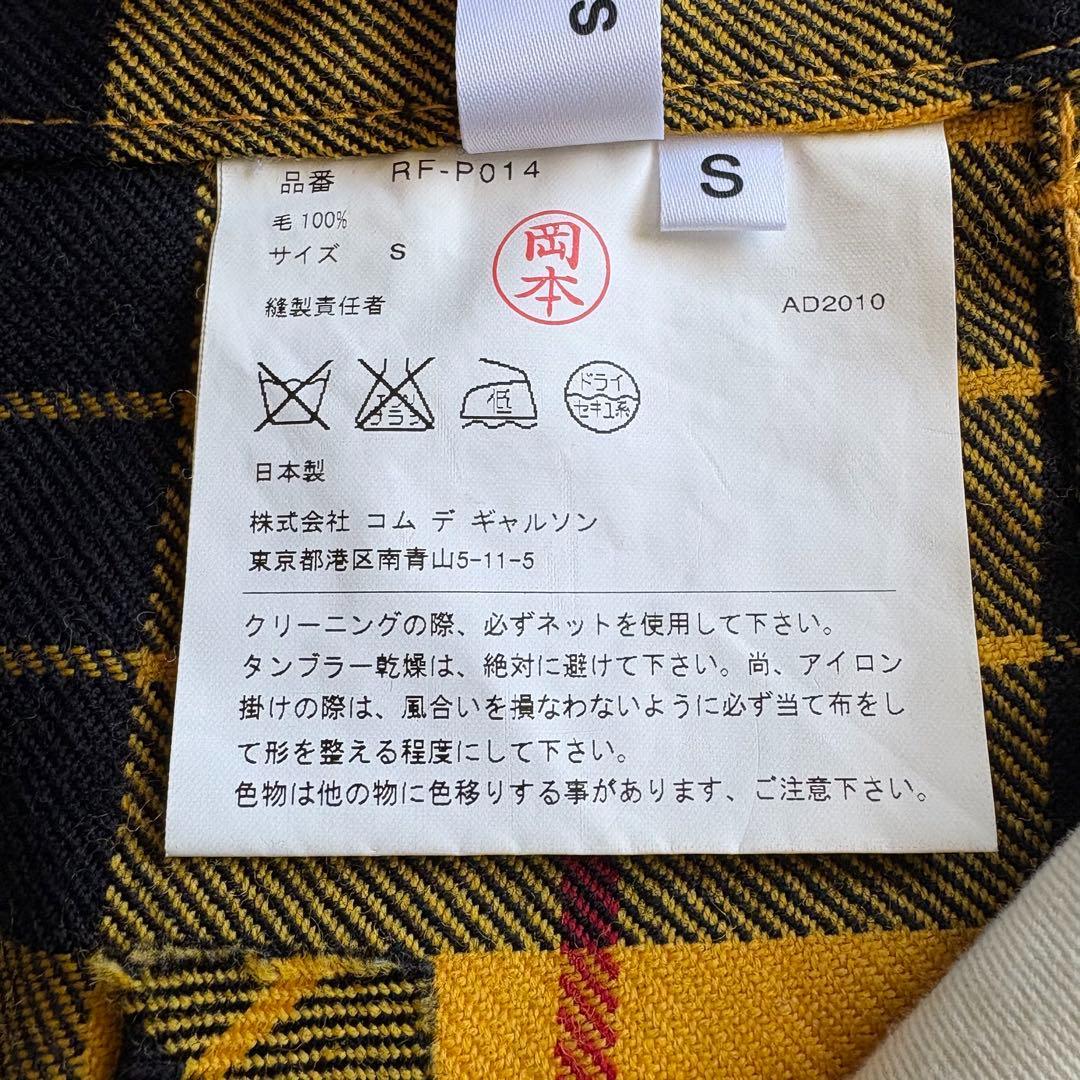 S
S
品番 RF-P014
毛 100%
サイズ S
岡本
縫製責任者
AD2010
エンソ
ブラシ
低
ドライ
セキユ系
日本製
株式会社 コム デ ギャルソン
東京都港区南青山5-11-5
クリーニングの際、必ずネットを使用して下さい。
タンブラー乾燥は、絶対に避けて下さい。尚、アイロン
掛けの際は、風合いを損なわないように必ず当て布をし
て形を整える程度にして下さい。
色物は他の物に色移りする事があります、ご注意下さい。